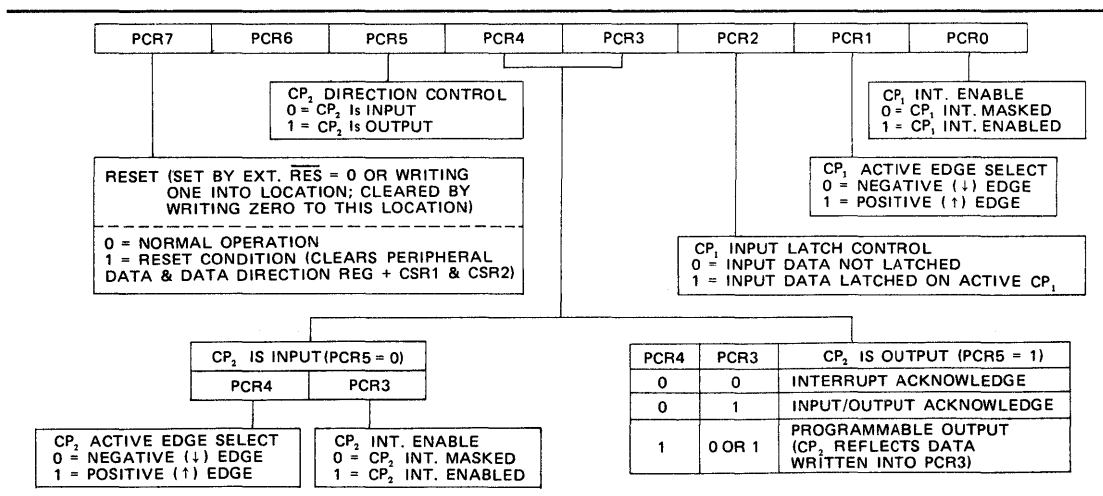 PCR7 PCR6 PCR5 PCR4 PCR3 PCR2 PCR1 PCR0
CP₂ DIRECTION CONTROL
0 = CP₂ Is INPUT
1 = CP₂ Is OUTPUT
CP₁ INT. ENABLE
0 = CP₁ INT. MASKED
1 = CP₁ INT. ENABLED
RESET (SET BY EXT. R̅E̅S̅ = 0 OR WRITING
ONE INTO LOCATION; CLEARED BY
WRITING ZERO TO THIS LOCATION)
0 = NORMAL OPERATION
1 = RESET CONDITION (CLEARS PERIPHERAL
DATA & DATA DIRECTION REG + CSR1 & CSR2)
CP₁ ACTIVE EDGE SELECT
0 = NEGATIVE (↓) EDGE
1 = POSITIVE (↑) EDGE
CP₁ INPUT LATCH CONTROL
0 = INPUT DATA NOT LATCHED
1 = INPUT DATA LATCHED ON ACTIVE CP₁
CP₂ IS INPUT (PCR5 = 0)
PCR4 PCR3
CP₂ ACTIVE EDGE SELECT
0 = NEGATIVE (↓) EDGE
1 = POSITIVE (↑) EDGE
CP₂ INT. ENABLE
0 = CP₂ INT. MASKED
1 = CP₂ INT. ENABLED
PCR4 PCR3 CP₂ IS OUTPUT (PCR5 = 1)
0 0 INTERRUPT ACKNOWLEDGE
0 1 INPUT/OUTPUT ACKNOWLEDGE
1 0 OR 1 PROGRAMMABLE OUTPUT
(CP₂ REFLECTS DATA
WRITTEN INTO PCR3)